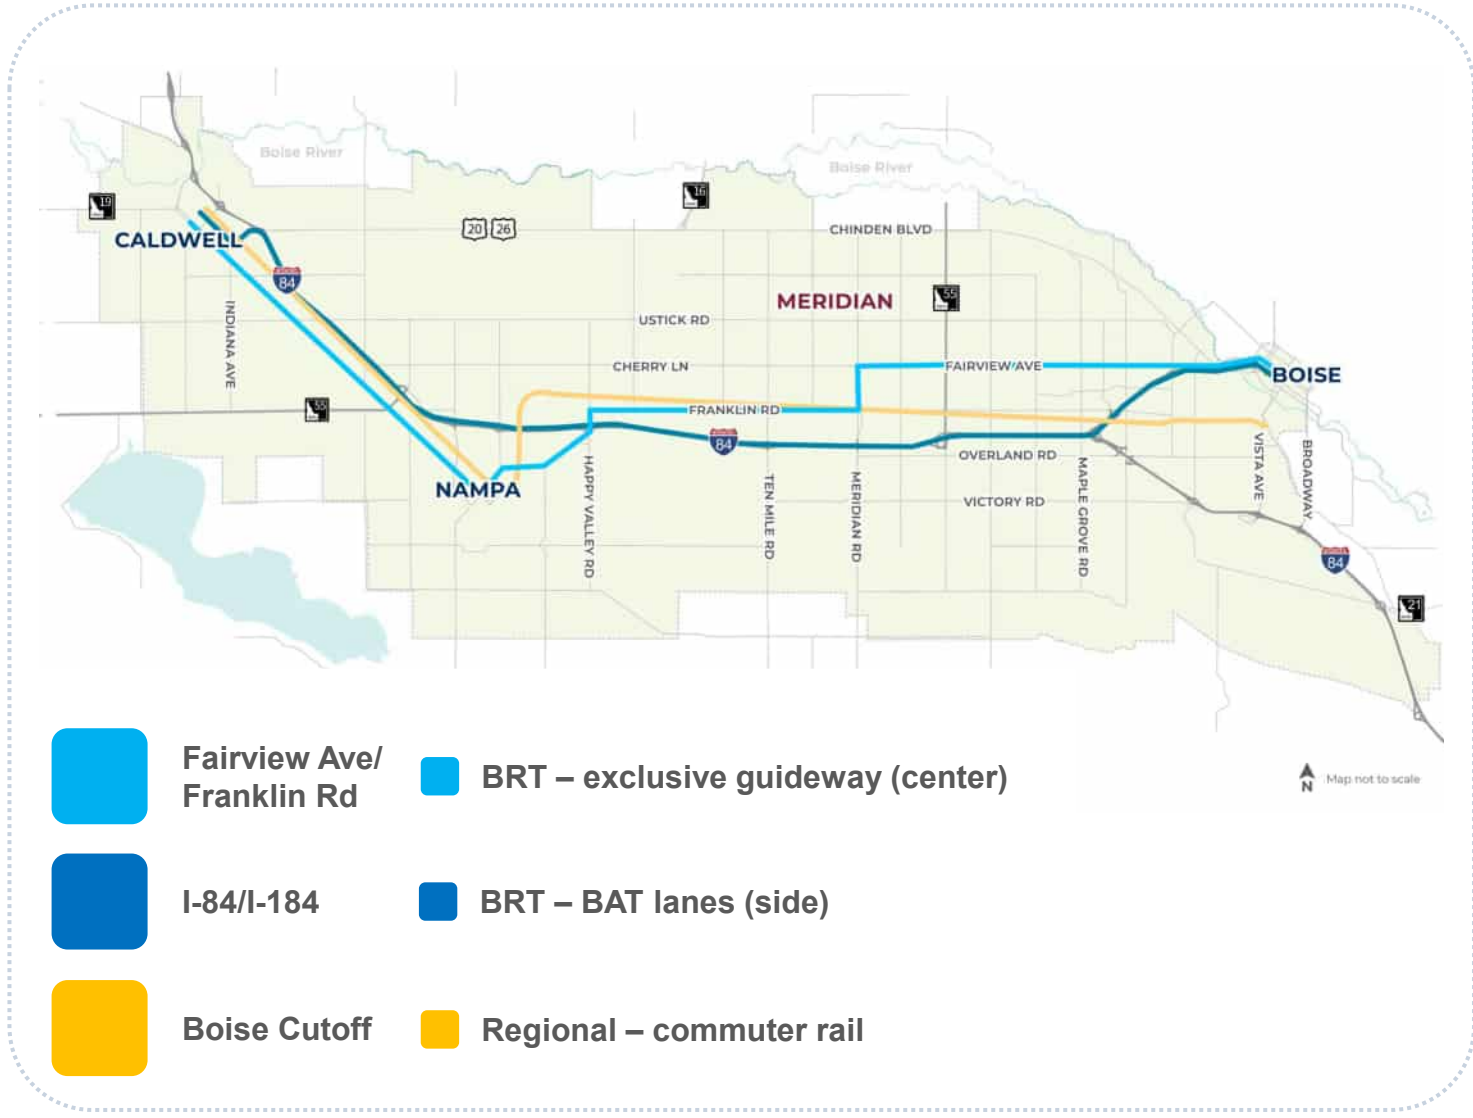 Boise River
Boise River
19
16
20
26
CHINDEN BLVD
CALDWELL
84
MERIDIAN
55
INDIANA AVE
USTICK RD
CHERRY LN
FAIRVIEW AVE
BOISE
55
FRANKLIN RD
84
OVERLAND RD
NAMPA
HAPPY VALLEY RD
TEN MILE RD
MERIDIAN RD
VICTORY RD
MAPLE GROVE RD
VISTA AVE
BROADWAY
84
21
Fairview Ave/
Franklin Rd
BRT – exclusive guideway (center)
N
Map not to scale
I-84/I-184
BRT – BAT lanes (side)
Boise Cutoff
Regional – commuter rail